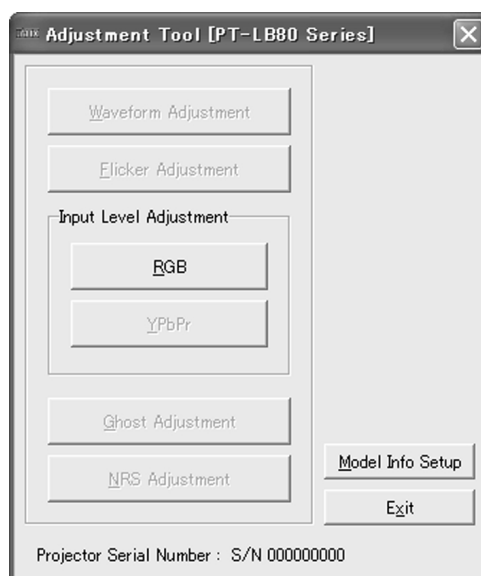 Adjustment Tool [PT-LB80 Series]
Waveform Adjustment
Flicker Adjustment
Input Level Adjustment
RGB
YPbPr
Ghost Adjustment
NRS Adjustment
Model Info Setup
Exit
Projector Serial Number : S/N 000000000